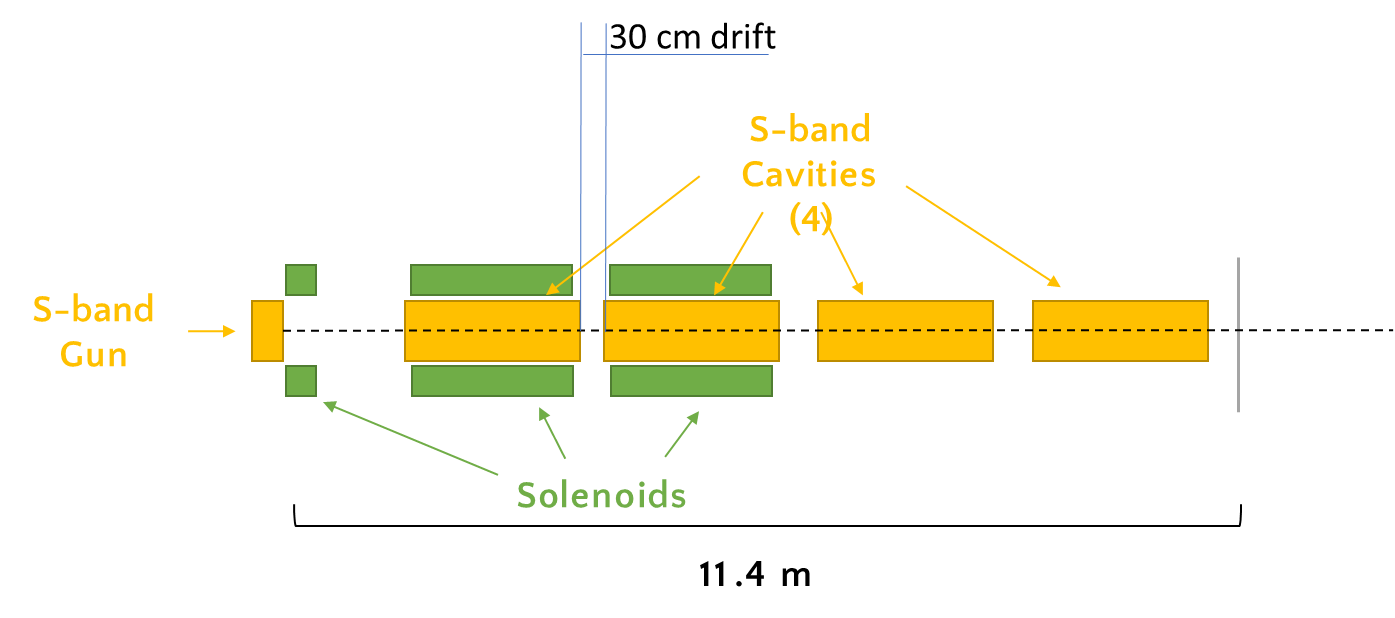 30 cm drift
S-band
Cavities
(4)
S-band
Gun
Solenoids
11.4 m